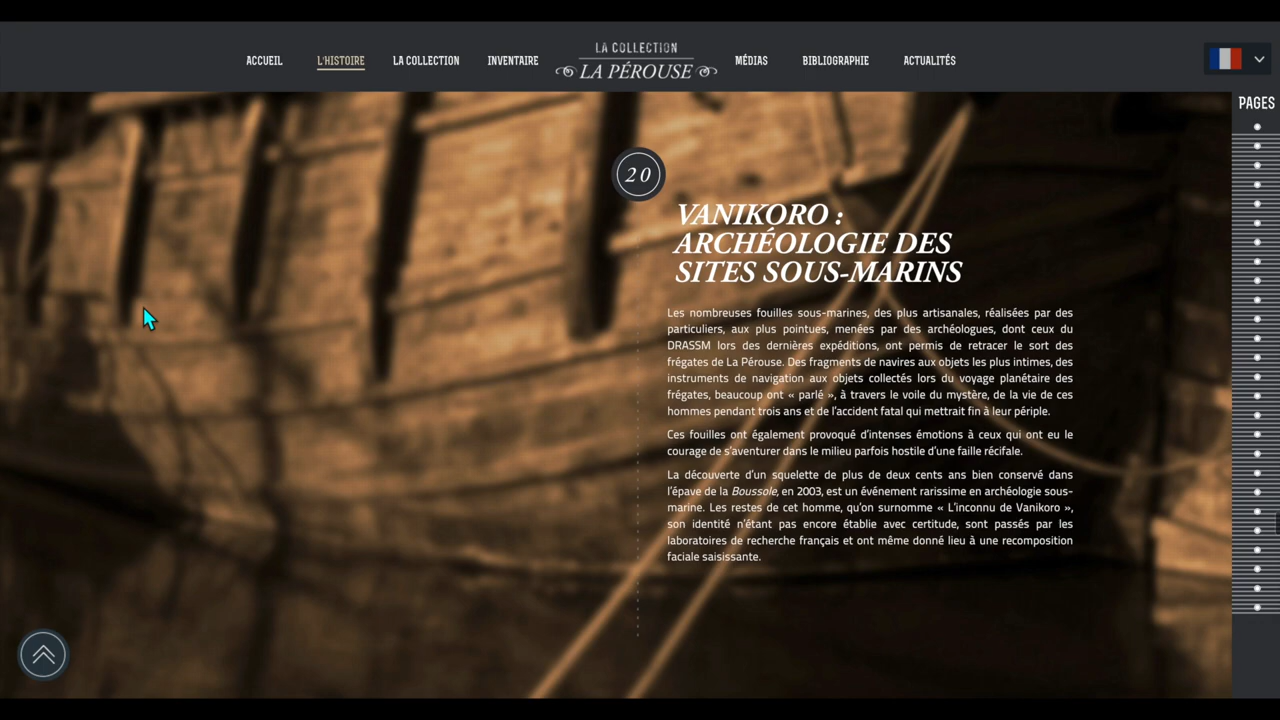 ACCUEIL
L'HISTOIRE
LA COLLECTION
INVENTAIRE
LA COLLECTION
LA PÉROUSE
MÉDIAS
BIBLIOGRAPHIE
ACTUALITÉS
PAGES
20
VANIKORO :
ARCHÉOLOGIE DES
SITES SOUS-MARINS
Les nombreuses fouilles sous-marines, des plus artisanales, réalisées par des
particuliers, aux plus pointues, menées par des archéologues, dont ceux du
DRASSM lors des dernières expéditions, ont permis de retracer le sort des
frégates de La Pérouse. Des fragments de navires aux objets les plus intimes, des
instruments de navigation aux objets collectés lors du voyage planétaire des
frégates, beaucoup ont « parlé », à travers le voile du mystère, de la vie de ces
hommes pendant trois ans et de l'accident fatal qui mettrait fin à leur périple.
Ces fouilles ont également provoqué d'intenses émotions à ceux qui ont eu le
courage de s'aventurer dans le milieu parfois hostile d'une faille récifale.
La découverte d'un squelette de plus de deux cents ans bien conservé dans
l'épave de la Boussole, en 2003, est un événement rarissime en archéologie sous-
marine. Les restes de cet homme, qu'on surnomme « L'inconnu de Vanikoro »,
son identité n'étant pas encore établie avec certitude, sont passés par les
laboratoires de recherche français et ont même donné lieu à une recomposition
faciale saisissante.